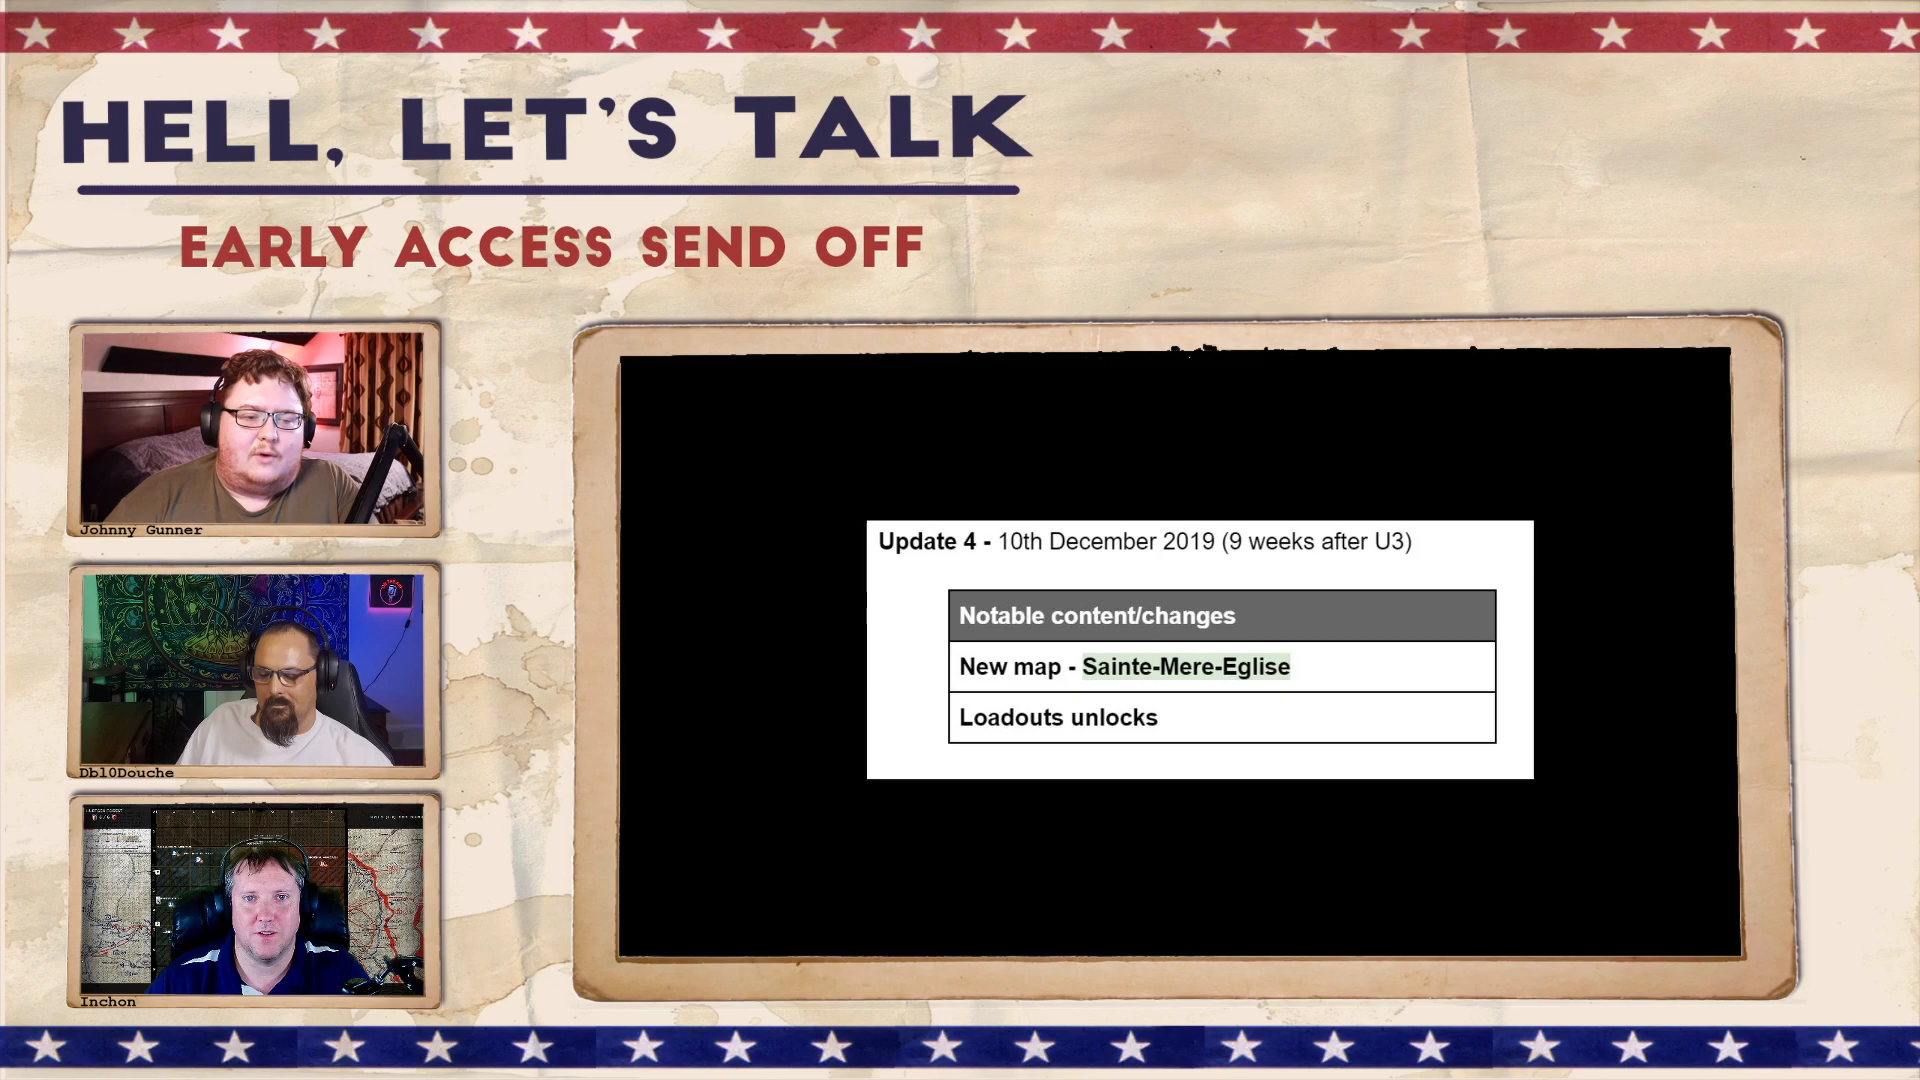 HELL, LET'S TALK
EARLY ACCESS SEND OFF
Johnny Gunner
Db10Douche
Inchon
Update 4 - 10th December 2019 (9 weeks after U3)
Notable content/changes
New map - Sainte-Mere-Eglise
Loadouts unlocks